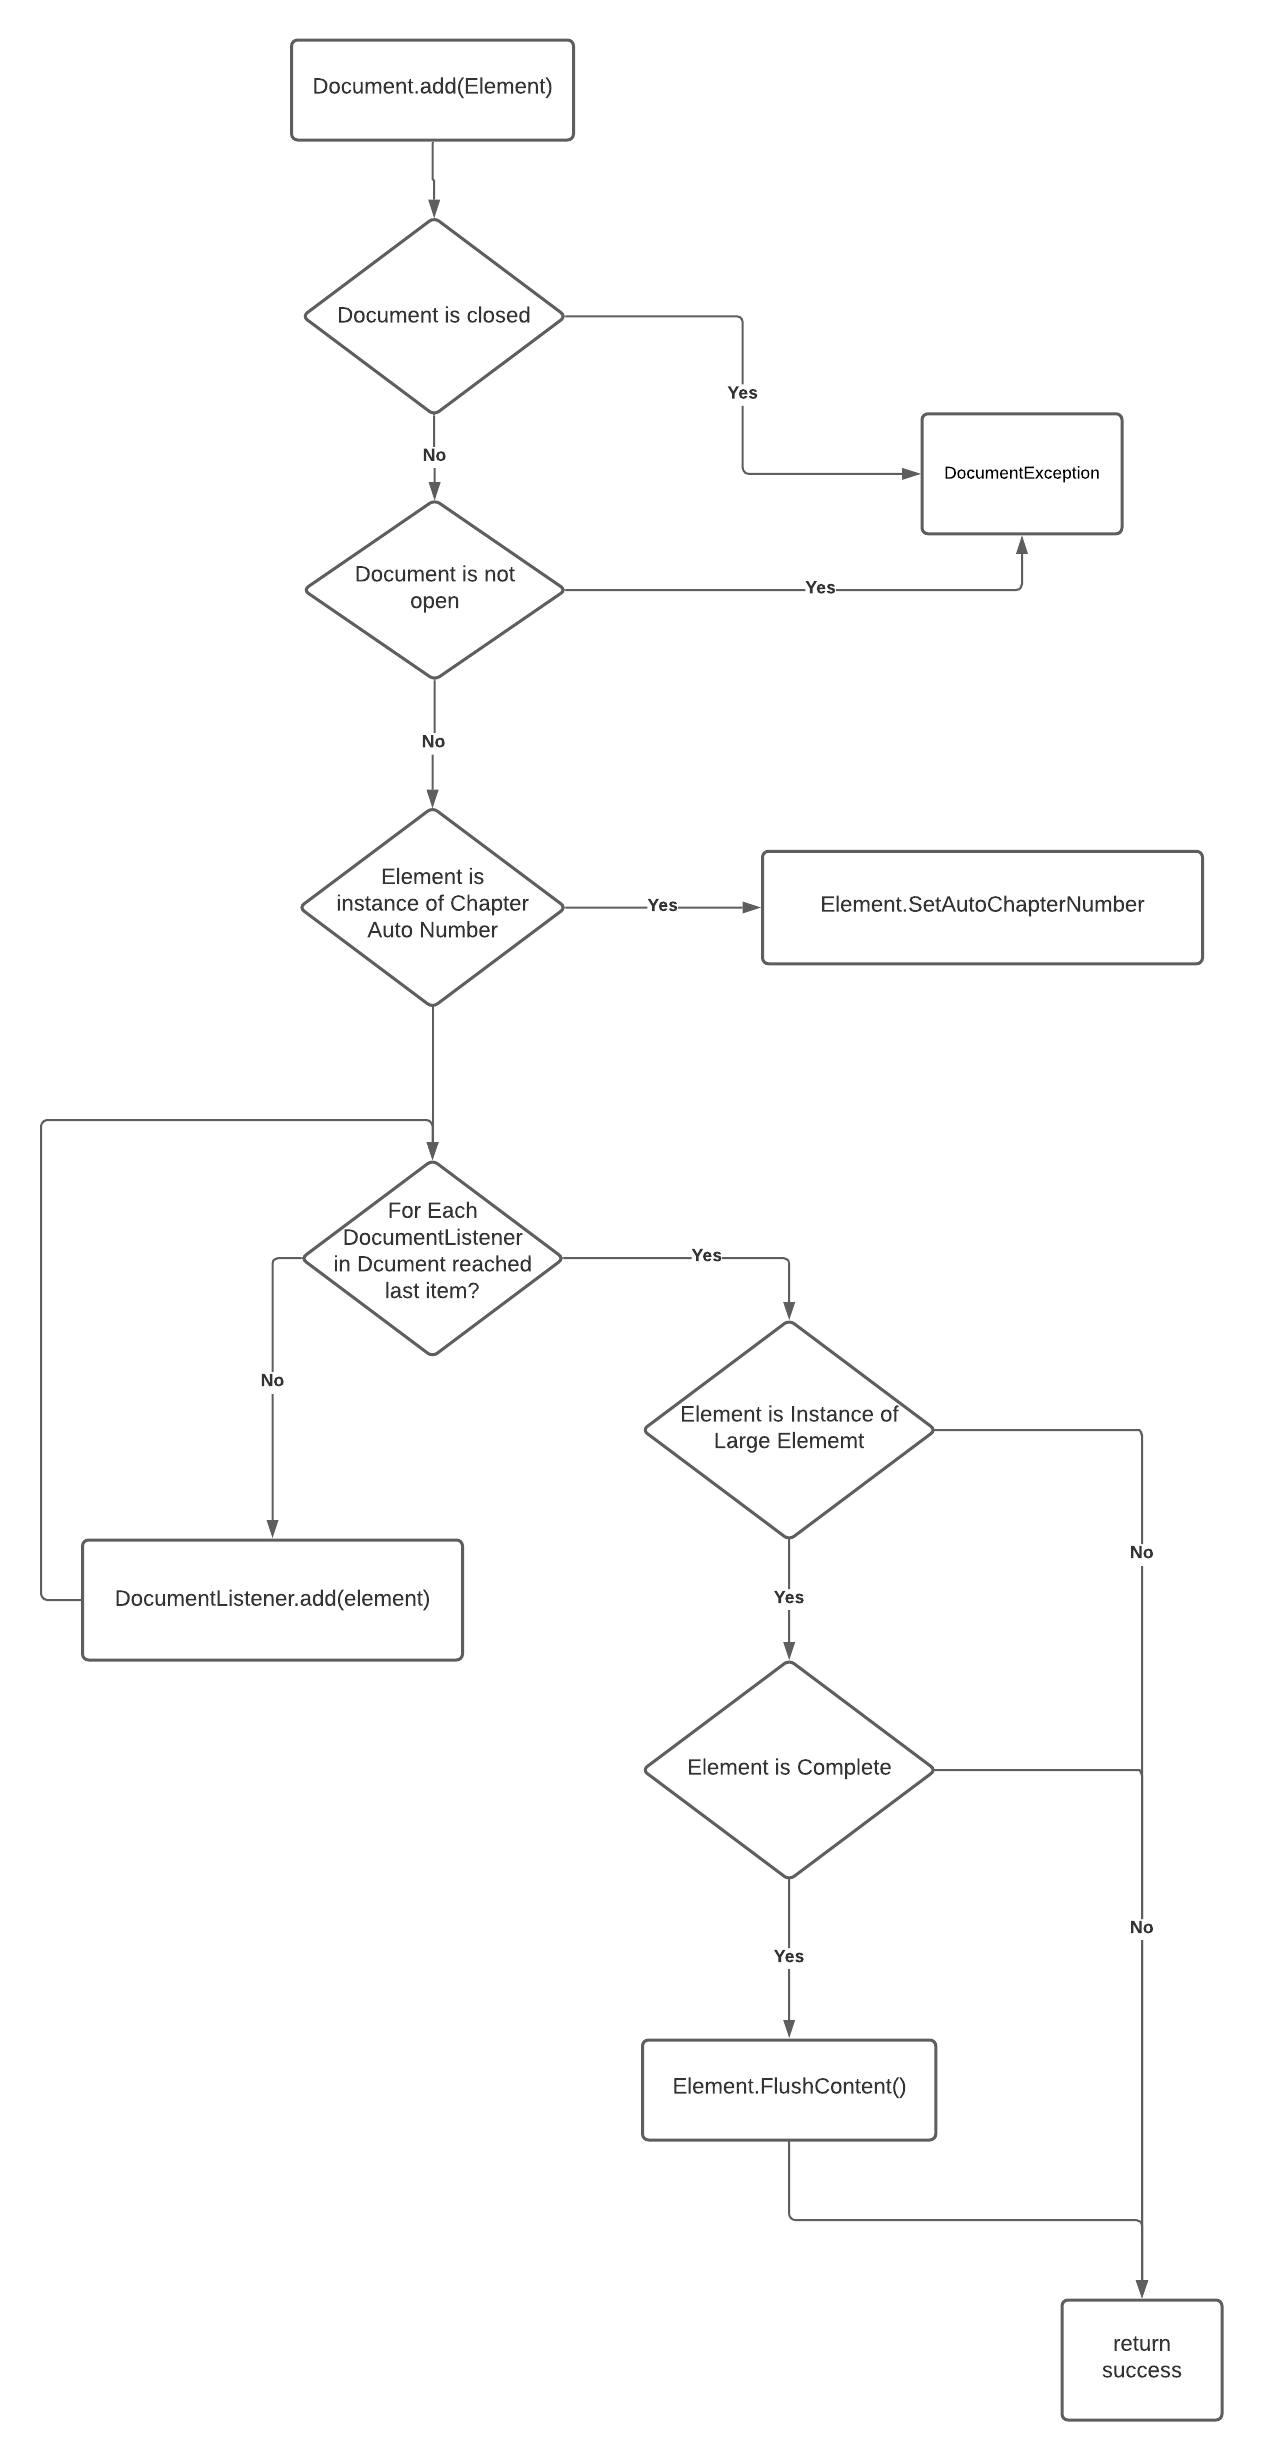 Document.add(Element)
Document is closed
Yes
No
DocumentException
Document is not
open
Yes
No
Element is
instance of Chapter
Auto Number
Yes
Element.SetAutoChapterNumber
For Each
DocumentListener
in Dcument reached
last item?
Yes
No
Element is Instance of
Large Elememt
No
Yes
DocumentListener.add(element)
Element is Complete
No
Yes
Element.FlushContent()
return
success